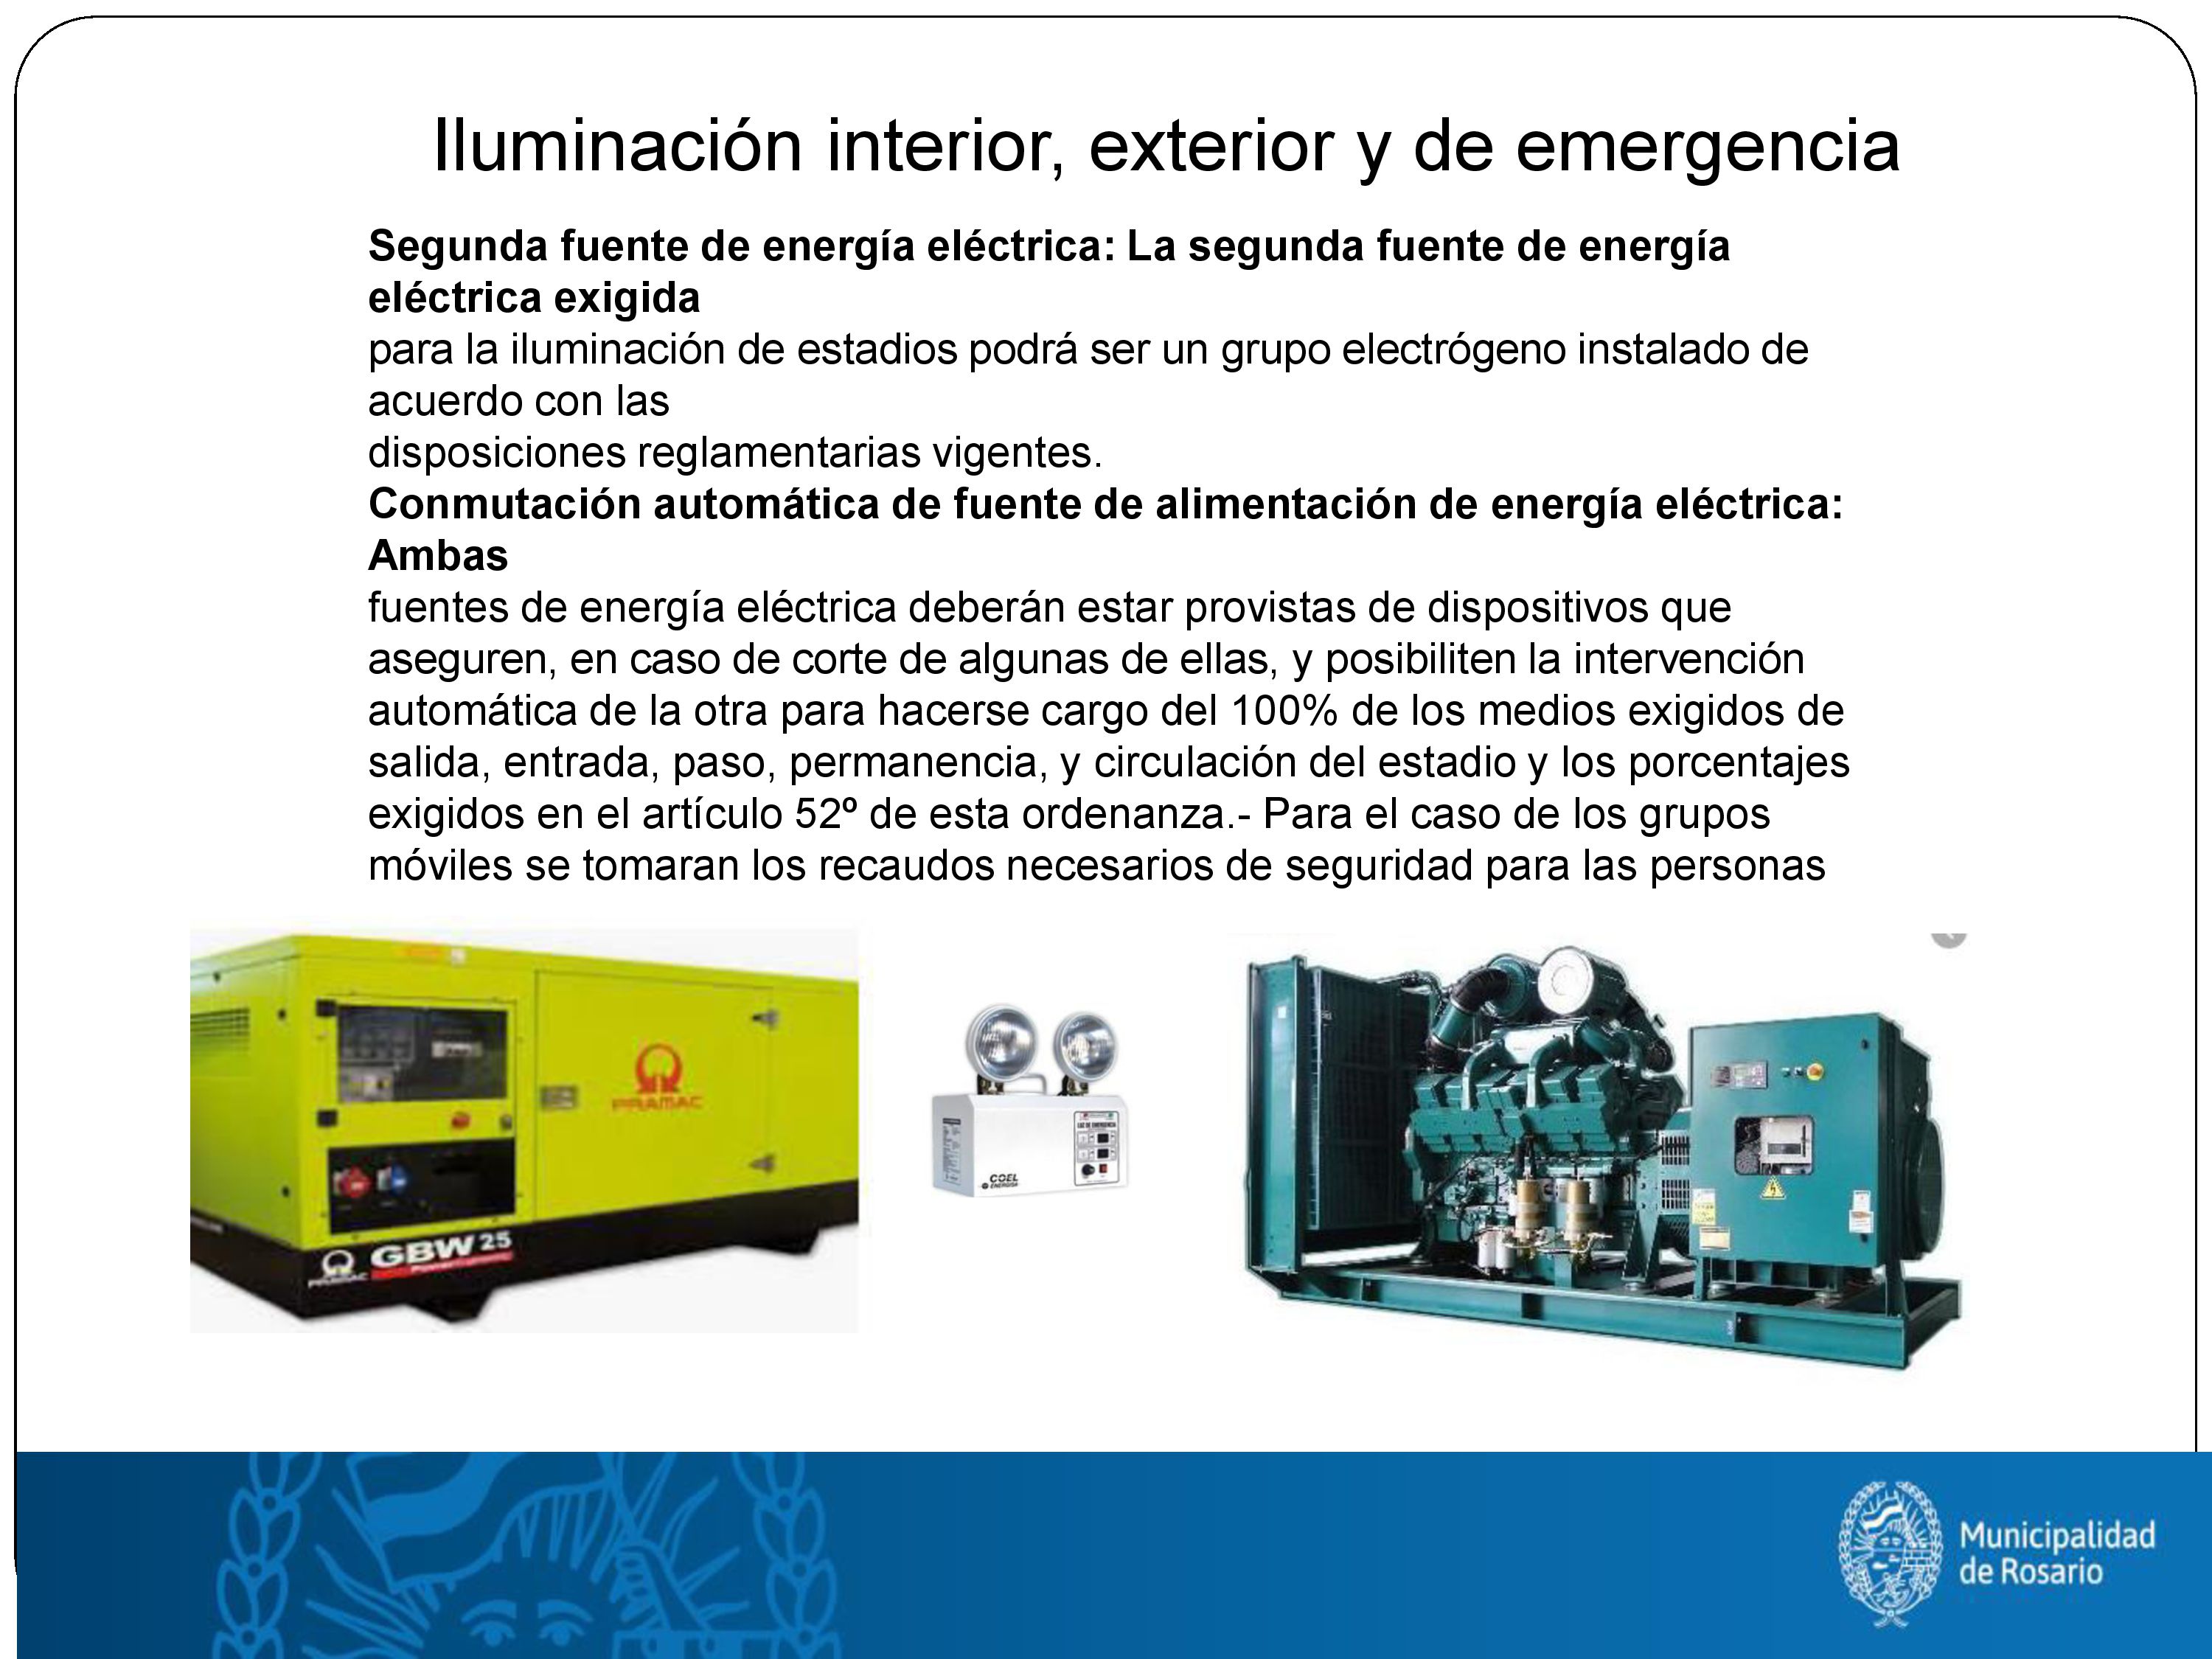 Iluminación interior, exterior y de emergencia
Segunda fuente de energía eléctrica: La segunda fuente de energía
eléctrica exigida
para la iluminación de estadios podrá ser un grupo electrógeno instalado de
acuerdo con las
disposiciones reglamentarias vigentes.
Conmutación automática de fuente de alimentación de energía eléctrica:
Ambas
fuentes de energía eléctrica deberán estar provistas de dispositivos que
aseguren, en caso de corte de algunas de ellas, y posibiliten la intervención
automática de la otra para hacerse cargo del 100% de los medios exigidos de
salida, entrada, paso, permanencia, y circulación del estadio y los porcentajes
exigidos en el artículo 52º de esta ordenanza.- Para el caso de los grupos
móviles se tomaran los recaudos necesarios de seguridad para las personas
PRAMAC
PRAMAC
GBW 25
LUZ DE EMERGENCIA
COEL
ENERGIA
Municipalidad
de Rosario